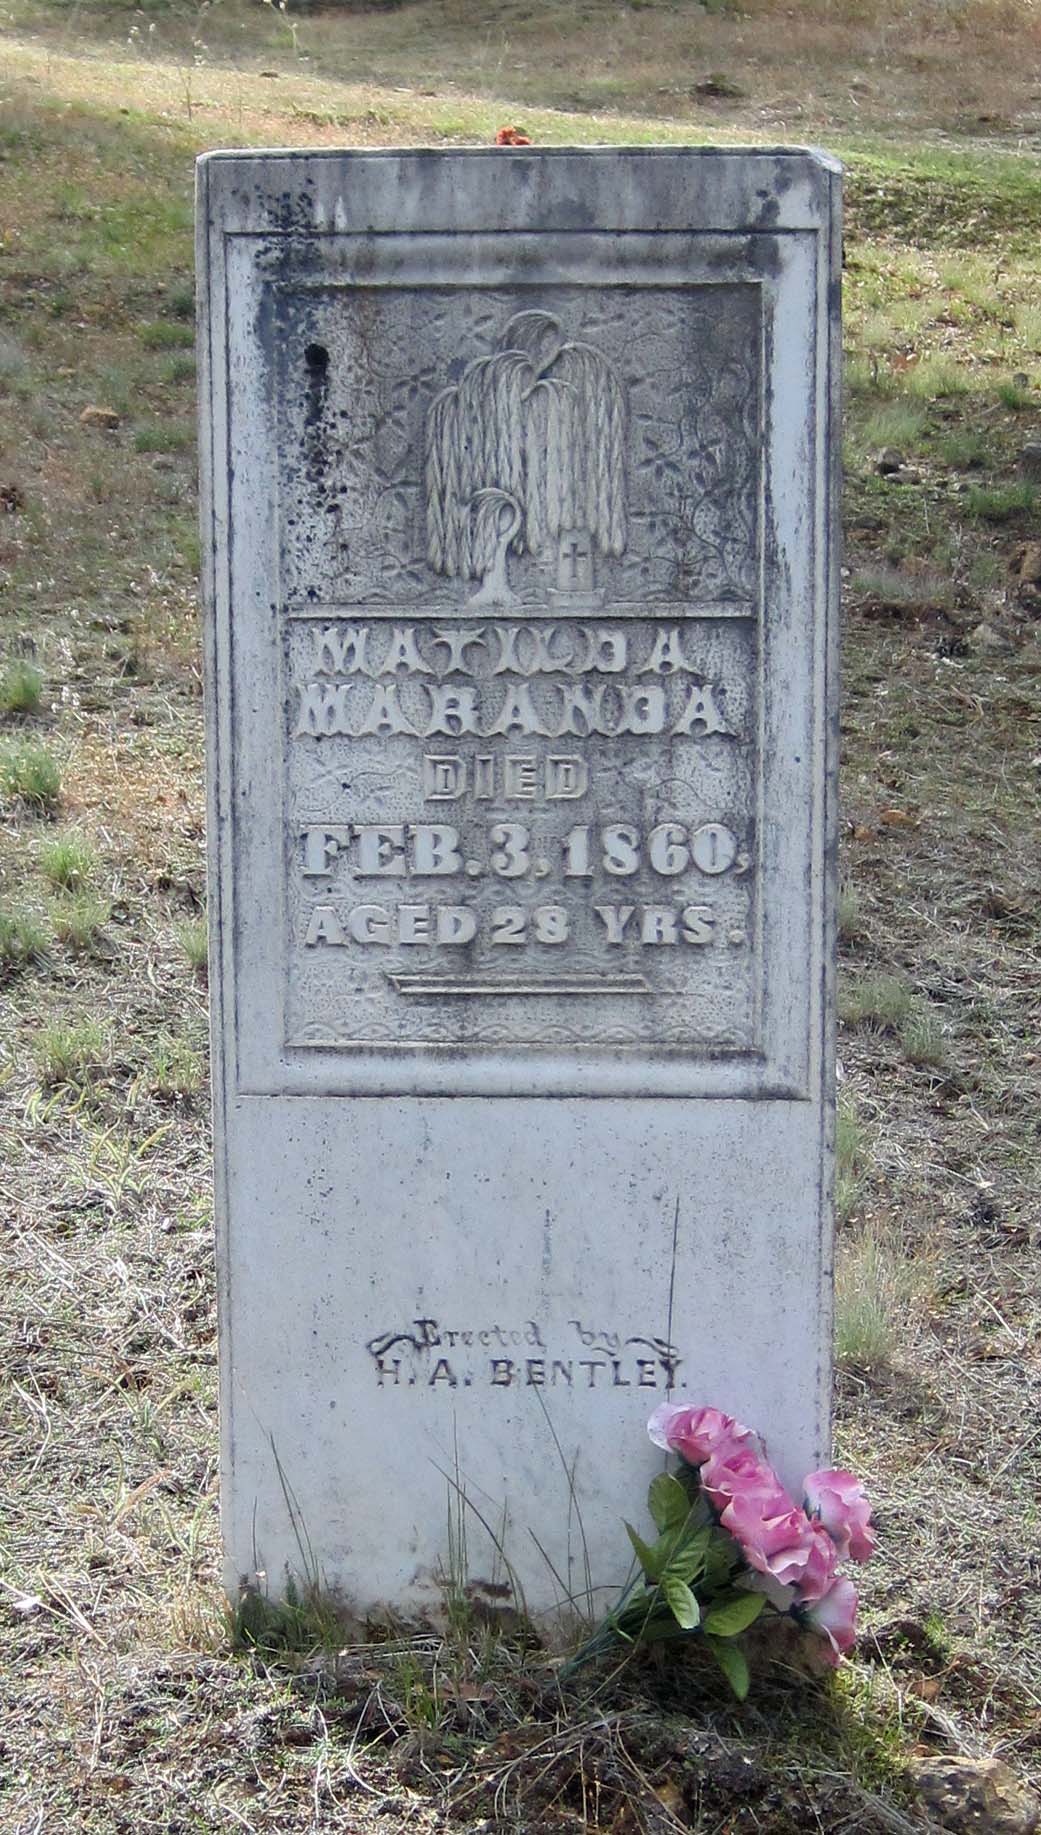 MATILDA
MARANDA
DIED
FEB. 3, 1860,
AGED 28 YRS.
Erected by
H. A. BENTLEY.